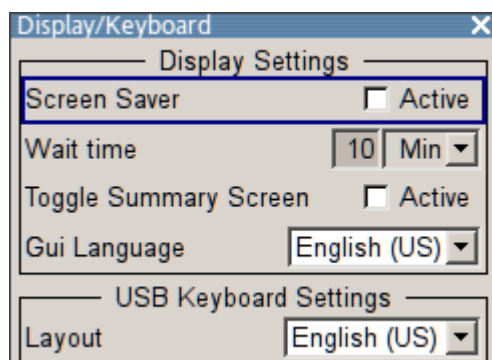 Display/Keyboard
Display Settings
Screen Saver Active
Wait time 10 Min
Toggle Summary Screen Active
Gui Language English (US)
USB Keyboard Settings
Layout English (US)